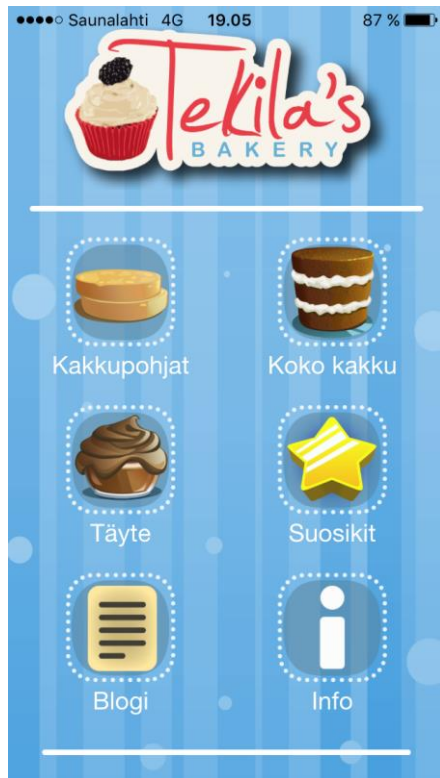 Saunalahti 4G 19.05 87 %
Tekila's
BAKERY
Kakkupohjat Koko kakku
Täyte Suosikit
Blogi Info